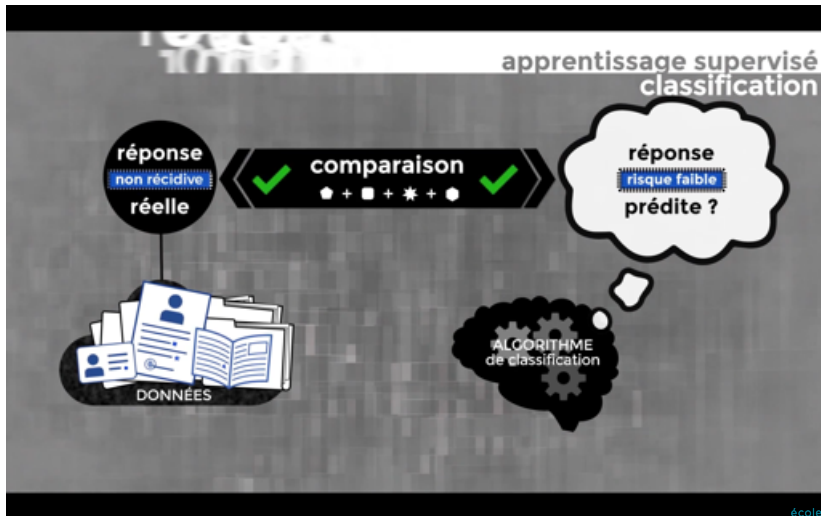 apprentissage supervisé
classification
réponse
non récidive
réelle
comparaison
réponse
risque faible
prédite ?
DONNÉES
ALGORITHME
de classification
école